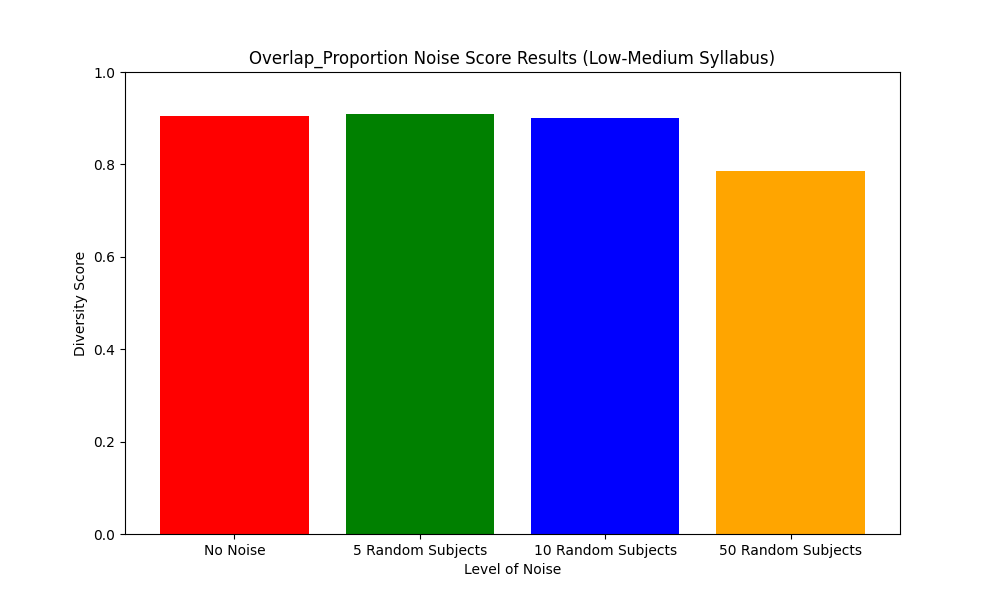 Overlap_Proportion Noise Score Results (Low-Medium Syllabus)
1.0
0.8
0.6
0.4
0.2
0.0
Diversity Score
No Noise
5 Random Subjects
10 Random Subjects
50 Random Subjects
Level of Noise